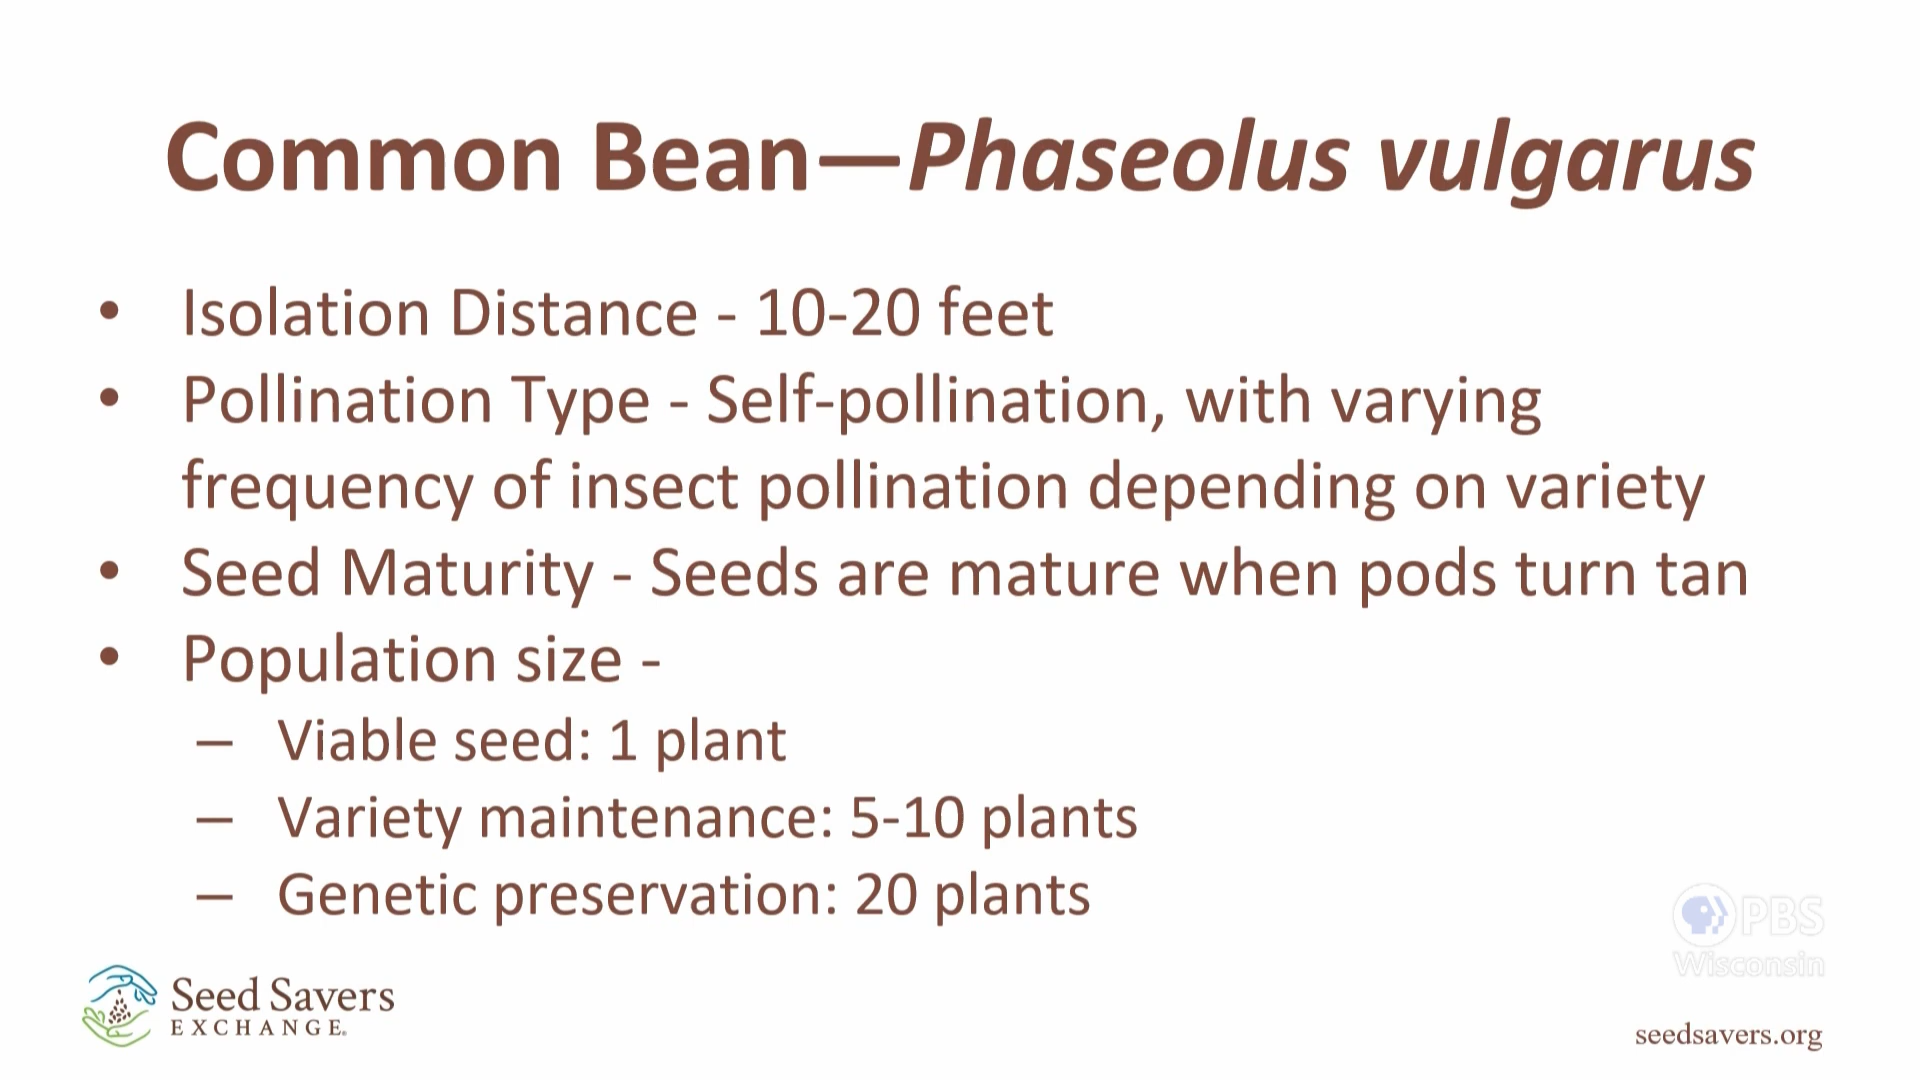 Common Bean—Phaseolus vulgarus
• Isolation Distance - 10-20 feet
• Pollination Type - Self-pollination, with varying
frequency of insect pollination depending on variety
• Seed Maturity - Seeds are mature when pods turn tan
• Population size -
– Viable seed: 1 plant
– Variety maintenance: 5-10 plants
– Genetic preservation: 20 plants
PBS
Wisconsin
Seed Savers
EXCHANGE.
seedsavers.org